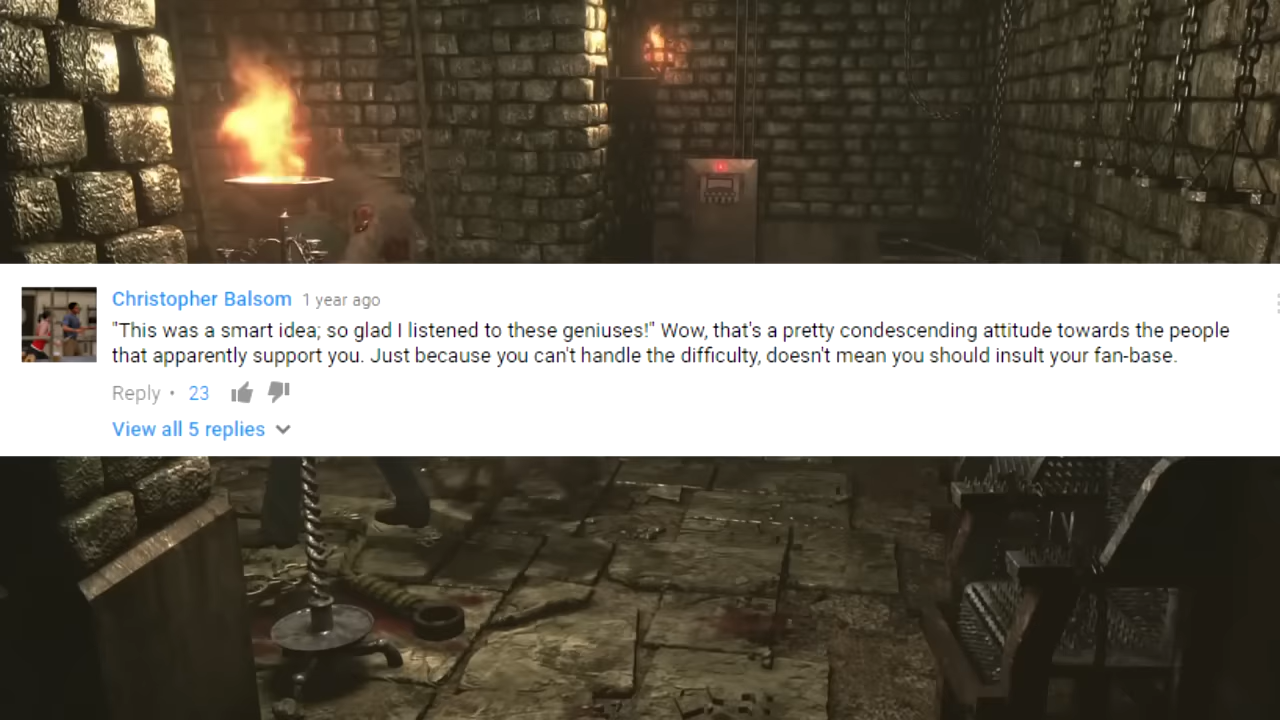 Christopher Balsom 1 year ago
"This was a smart idea; so glad I listened to these geniuses!" Wow, that's a pretty condescending attitude towards the people
that apparently support you. Just because you can't handle the difficulty, doesn't mean you should insult your fan-base.
Reply • 23
View all 5 replies